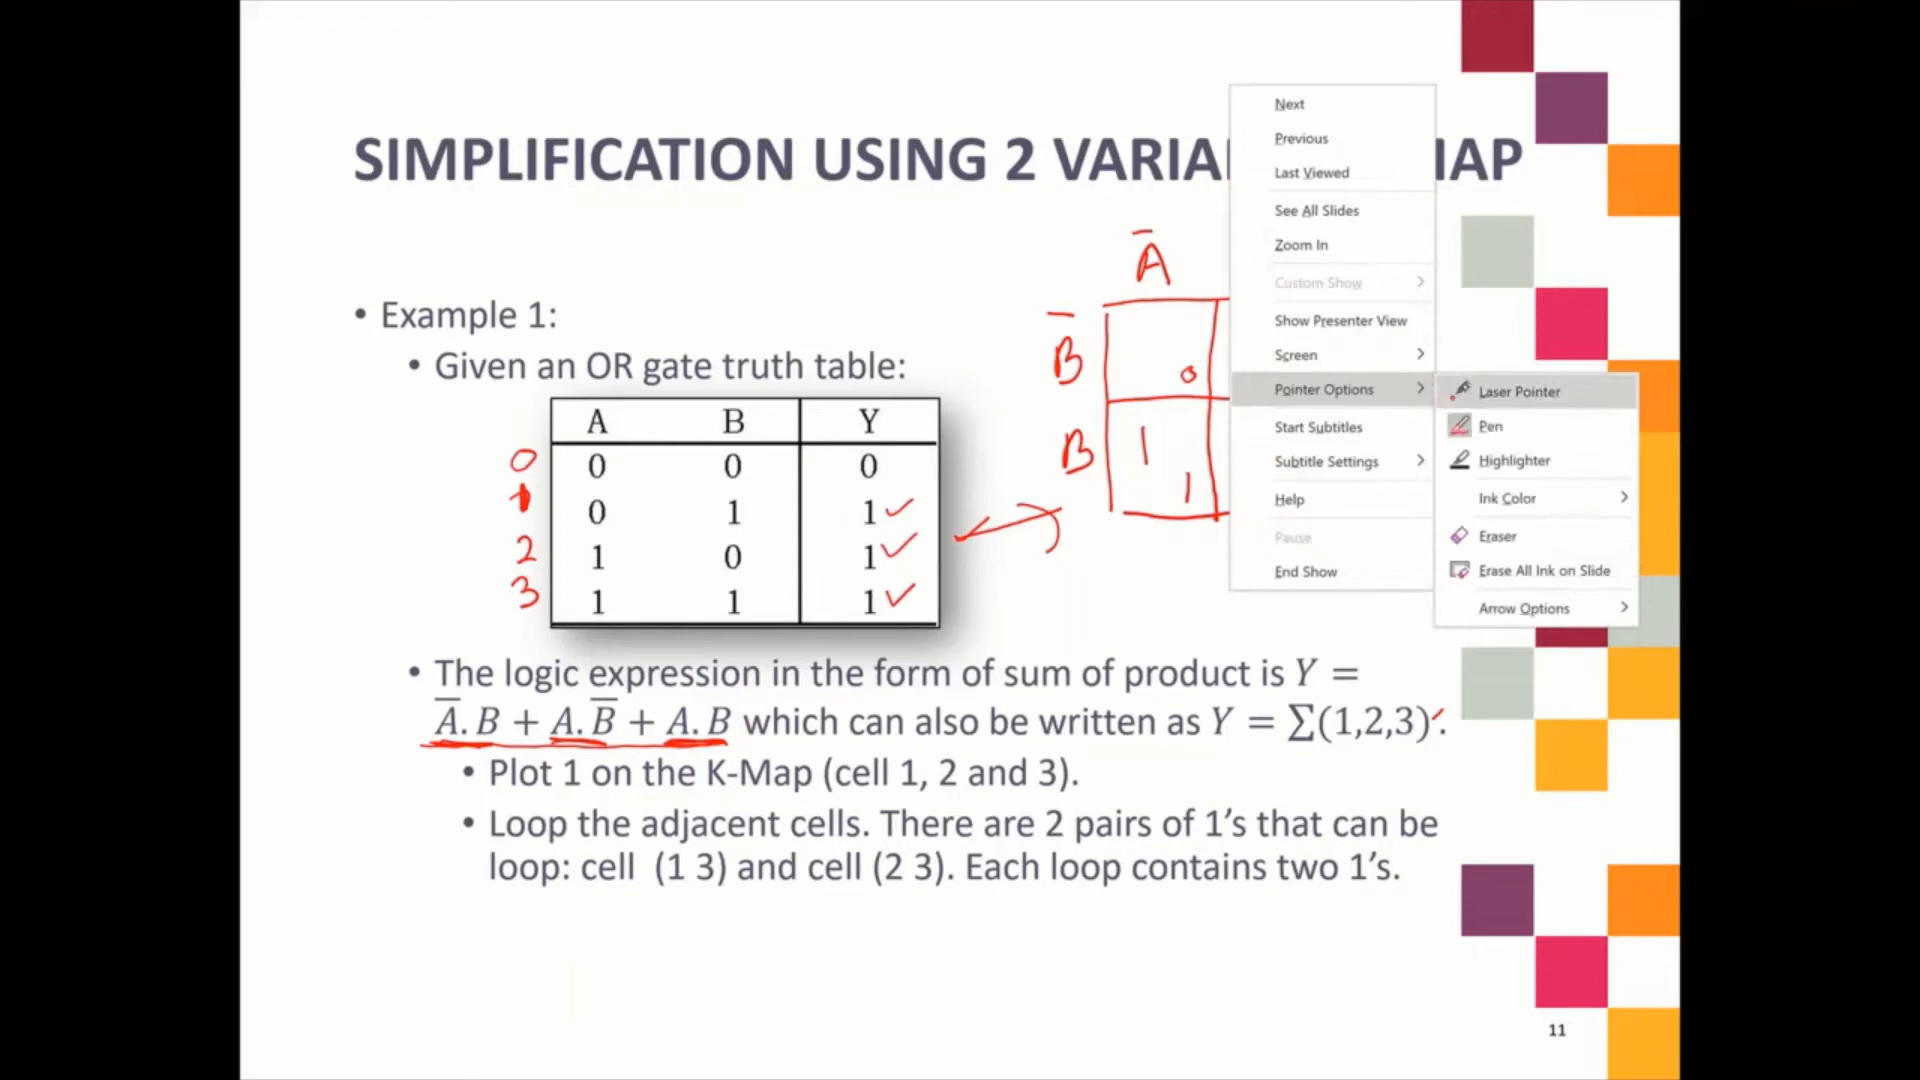 SIMPLIFICATION USING 2 VARIA
MAP
• Example 1:
• Given an OR gate truth table:
A B Y
0 0 0 0
1 0 1 1 ✓
2 1 0 1 ✓
3 1 1 1 ✓
A̅
B̅ 0
B 1
1
• The logic expression in the form of sum of product is Y =
A̅.B + A.B̅ + A.B which can also be written as Y = ∑(1,2,3).
• Plot 1 on the K-Map (cell 1, 2 and 3).
• Loop the adjacent cells. There are 2 pairs of 1's that can be
loop: cell (1 3) and cell (2 3). Each loop contains two 1's.
Next
Previous
Last Viewed
See All Slides
Zoom In
Custom Show
Show Presenter View
Screen
Pointer Options
Start Subtitles
Subtitle Settings
Help
Pause
End Show
Laser Pointer
Pen
Highlighter
Ink Color
Eraser
Erase All Ink on Slide
Arrow Options
11